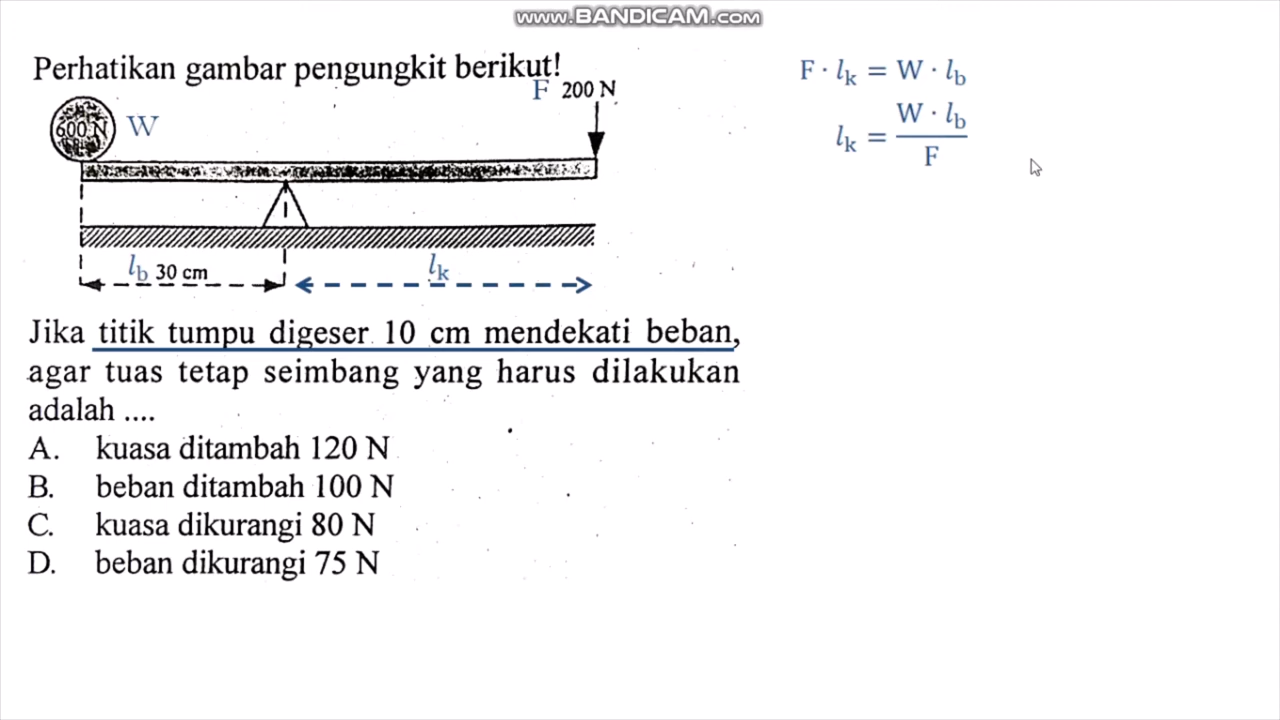 www.BANDICAM.com
Perhatikan gambar pengungkit berikut!
F 200 N
600 N W
l_b 30 cm
l_k
Jika titik tumpu digeser 10 cm mendekati beban,
agar tuas tetap seimbang yang harus dilakukan
adalah ....
A. kuasa ditambah 120 N
B. beban ditambah 100 N
C. kuasa dikurangi 80 N
D. beban dikurangi 75 N
F · l_k = W · l_b
l_k = W · l_b / F